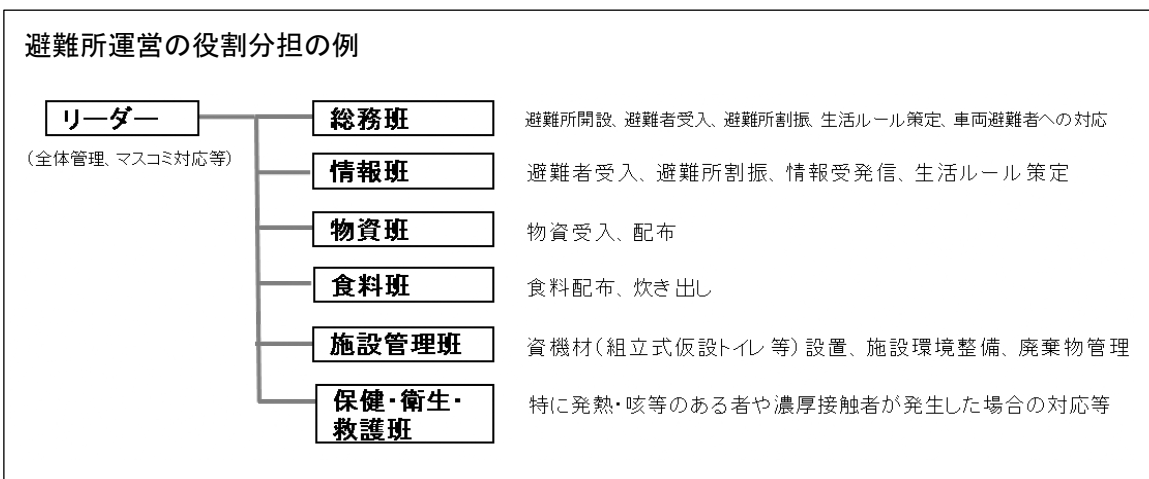 避難所運営の役割分担の例
リーダー
(全体管理、マスコミ対応等)
総務班
避難所開設、避難者受入、避難所割振、生活ルール策定、車両避難者への対応
情報班
避難者受入、避難所割振、情報受発信、生活ルール策定
物資班
物資受入、配布
食料班
食料配布、炊き出し
施設管理班
資機材(組立式仮設トイレ等)設置、施設環境整備、廃棄物管理
保健・衛生・
救護班
特に発熱・咳等のある者や濃厚接触者が発生した場合の対応等